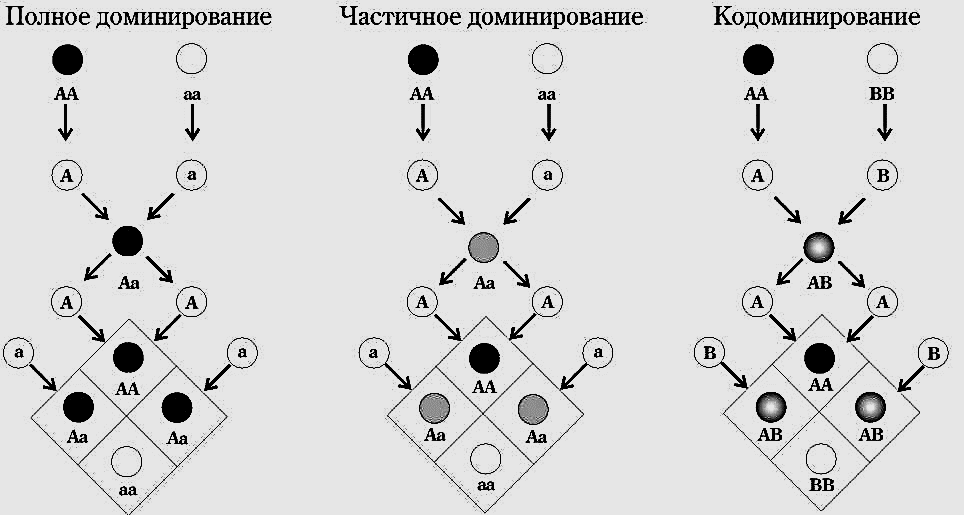 Полное доминирование
Частичное доминирование
Кодоминирование
AA aa
AA aa
AA BB
A a
A a
A B
Aa
Aa
AB
A A
A A
A A
a a
a a
B B
AA
AA
AA
Aa Aa
Aa Aa
AB AB
aa
aa
BB